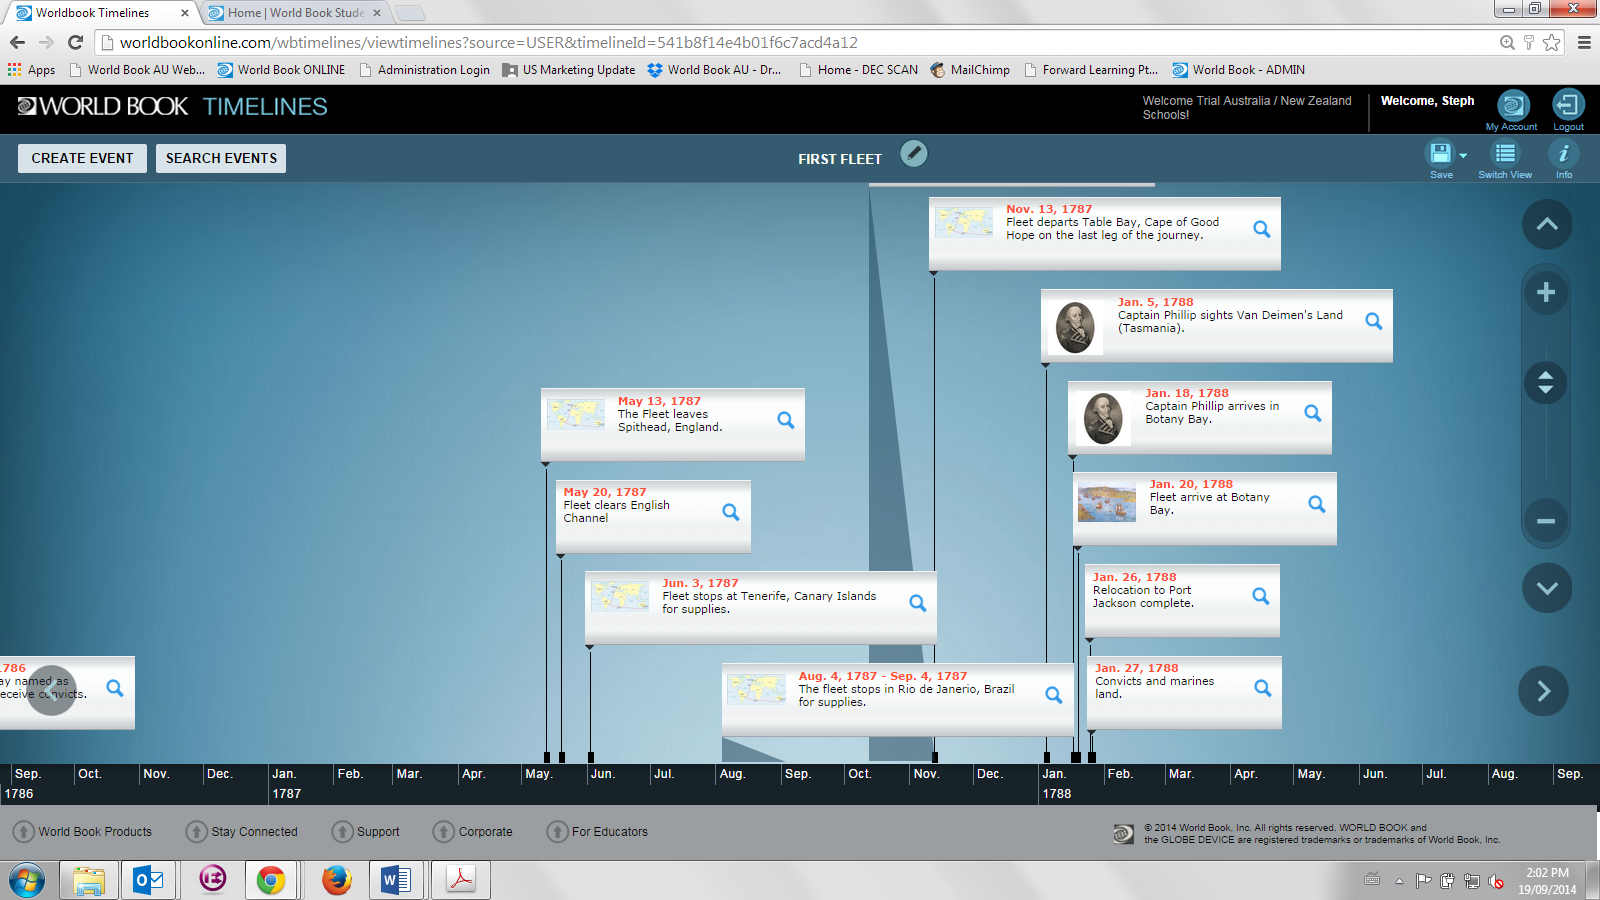 Worldbook Timelines
Home | World Book Stude
worldbookonline.com/wbtimelines/viewtimelines?source=USER&timelineId=541b8f14e4b01f6c7acd4a12
Apps World Book AU Web... World Book ONLINE Administration Login US Marketing Update World Book AU - Dr... Home - DEC SCAN MailChimp Forward Learning Pt... World Book - ADMIN
WORLD BOOK TIMELINES
Welcome Trial Australia / New Zealand
Schools!
Welcome, Steph
My Account
Logout
CREATE EVENT
SEARCH EVENTS
FIRST FLEET
Save
Switch View
Info
Nov. 13, 1787
Fleet departs Table Bay, Cape of Good
Hope on the last leg of the journey.
Jan. 5, 1788
Captain Phillip sights Van Deimen's Land
(Tasmania).
May 13, 1787
The Fleet leaves
Spithead, England.
Jan. 18, 1788
Captain Phillip arrives in
Botany Bay.
May 20, 1787
Fleet clears English
Channel
Jan. 20, 1788
Fleet arrive at Botany
Bay.
Jun. 3, 1787
Fleet stops at Tenerife, Canary Islands
for supplies.
Jan. 26, 1788
Relocation to Port
Jackson complete.
1786
ay named as
eceive convicts.
Aug. 4, 1787 - Sep. 4, 1787
The fleet stops in Rio de Janerio, Brazil
for supplies.
Jan. 27, 1788
Convicts and marines
land.
Sep. Oct. Nov. Dec. Jan. Feb. Mar. Apr. May. Jun. Jul. Aug. Sep. Oct. Nov. Dec. Jan. Feb. Mar. Apr. May. Jun. Jul. Aug. Sep.
1786 1787 1788
World Book Products Stay Connected Support Corporate For Educators
© 2014 World Book, Inc. All rights reserved. WORLD BOOK and
the GLOBE DEVICE are registered trademarks or trademarks of World Book, Inc.
2:02 PM
19/09/2014